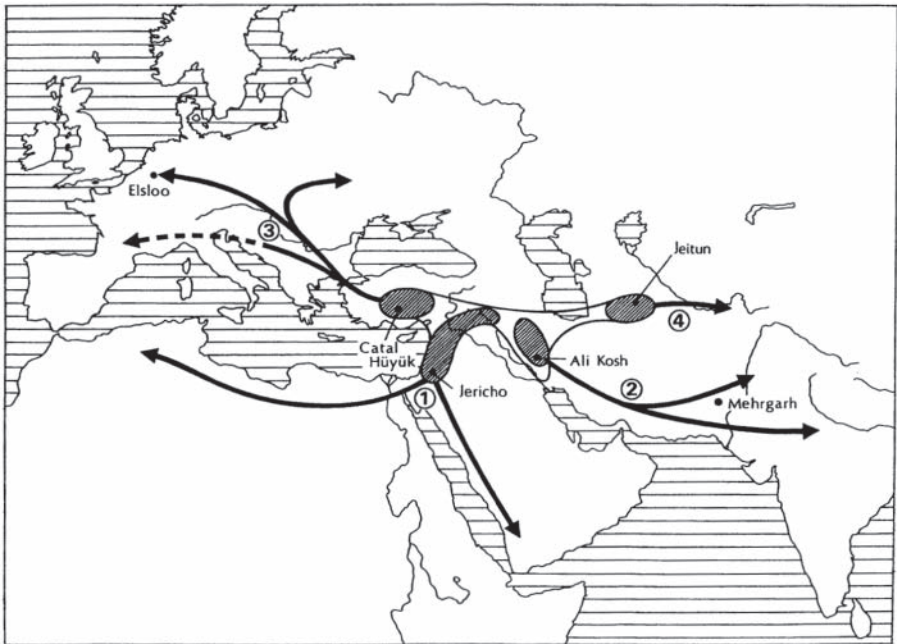 Elsloo
③
Jeitun
④
Catal
Hüyük
Ali Kosh
②
Jericho
①
Mehrgarh